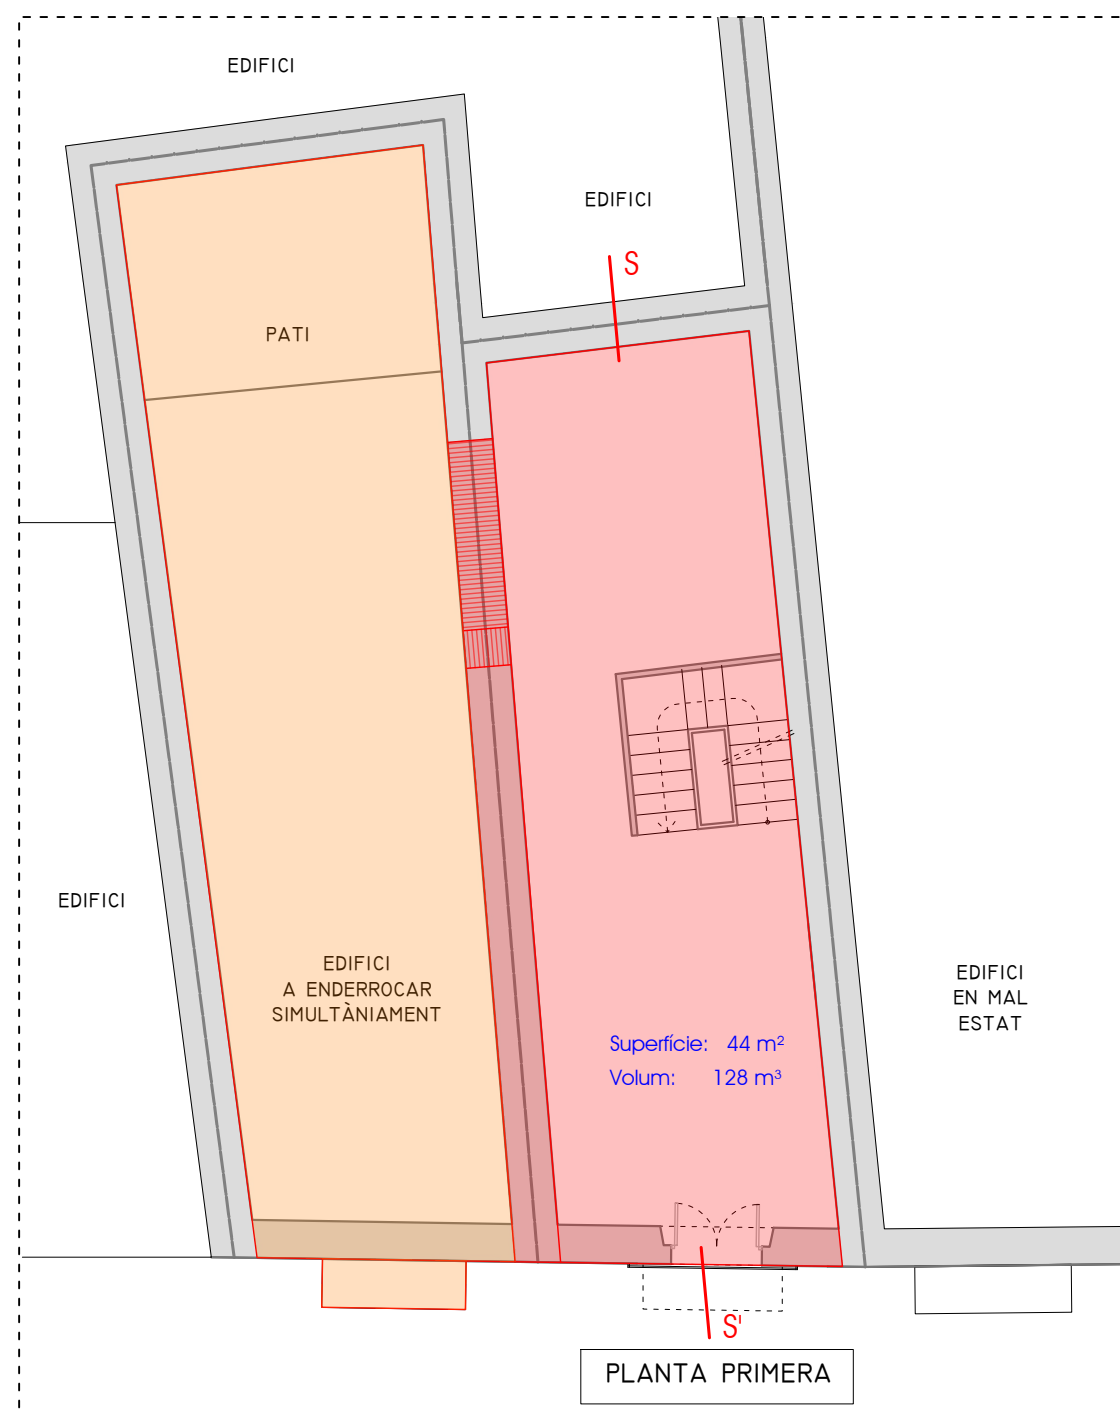 EDIFICI
EDIFICI
S
PATI
EDIFICI
EDIFICI
A ENDERROCAR
SIMULTÀNIAMENT
EDIFICI
EN MAL
ESTAT
Superfície: 44 m²
Volum: 128 m³
S'
PLANTA PRIMERA